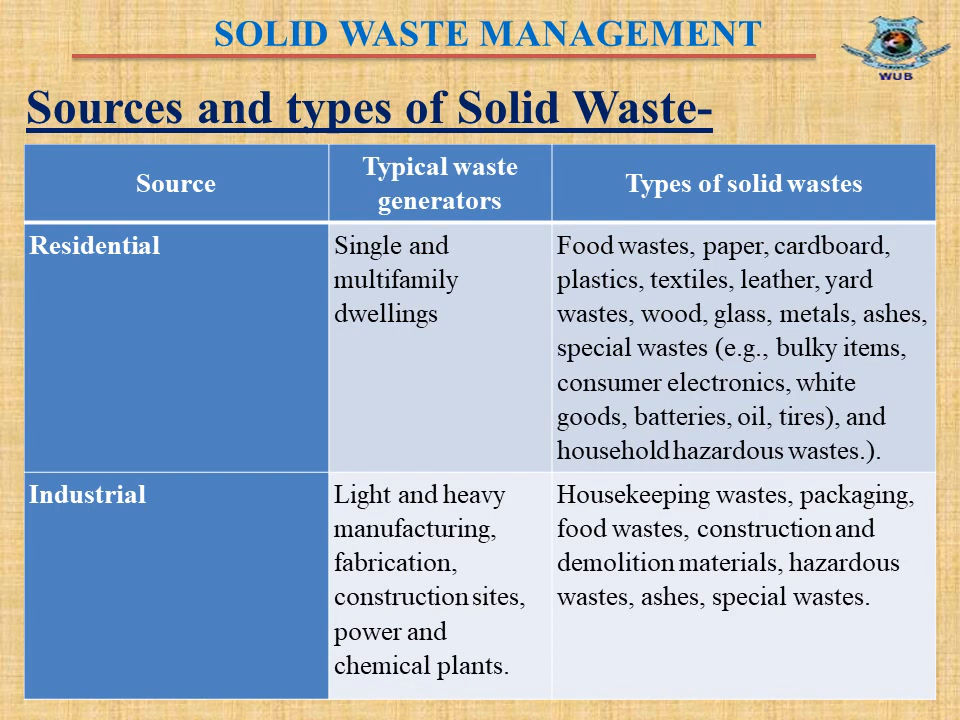 SOLID WASTE MANAGEMENT
WUB
Sources and types of Solid Waste-
Source
Typical waste
generators
Types of solid wastes
Residential
Single and
multifamily
dwellings
Food wastes, paper, cardboard,
plastics, textiles, leather, yard
wastes, wood, glass, metals, ashes,
special wastes (e.g., bulky items,
consumer electronics, white
goods, batteries, oil, tires), and
household hazardous wastes.).
Industrial
Light and heavy
manufacturing,
fabrication,
construction sites,
power and
chemical plants.
Housekeeping wastes, packaging,
food wastes, construction and
demolition materials, hazardous
wastes, ashes, special wastes.